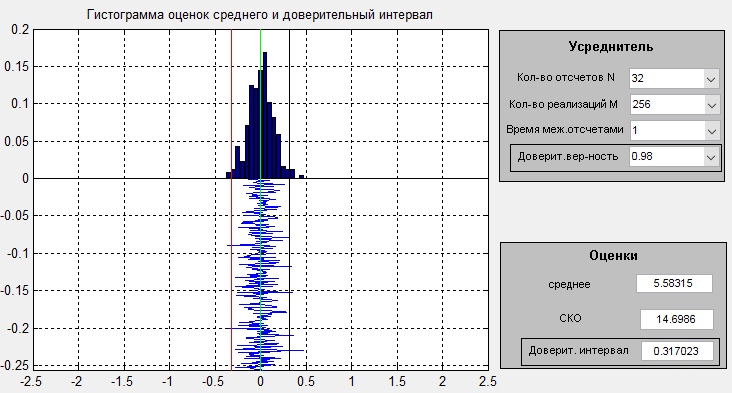 Гистограмма оценок среднего и доверительный интервал
0.2
0.15
0.1
0.05
0
-0.05
-0.1
-0.15
-0.2
-0.25
-2.5 -2 -1.5 -1 -0.5 0 0.5 1 1.5 2 2.5
Усреднитель
Кол-во отсчетов N 32
Кол-во реализаций M 256
Время меж.отсчетами 1
Доверит.вер-ность 0.98
Оценки
среднее 5.58315
СКО 14.6986
Доверит. интервал 0.317023